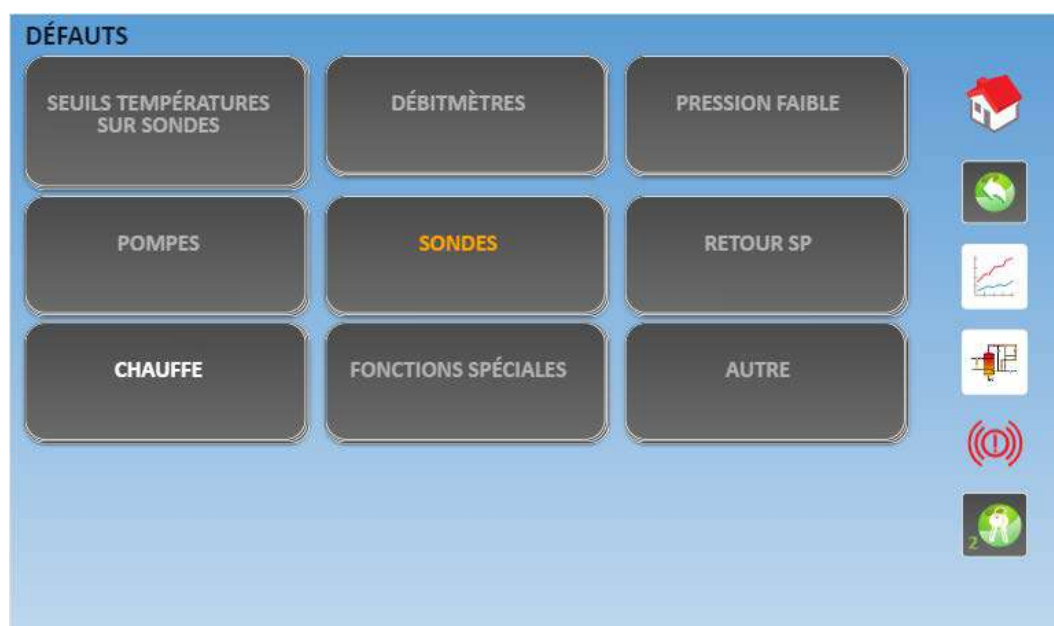 DÉFAUTS
SEUILS TEMPÉRATURES
SUR SONDES
DÉBITMÈTRES
PRESSION FAIBLE
POMPES
SONDES
RETOUR SP
CHAUFFE
FONCTIONS SPÉCIALES
AUTRE
2